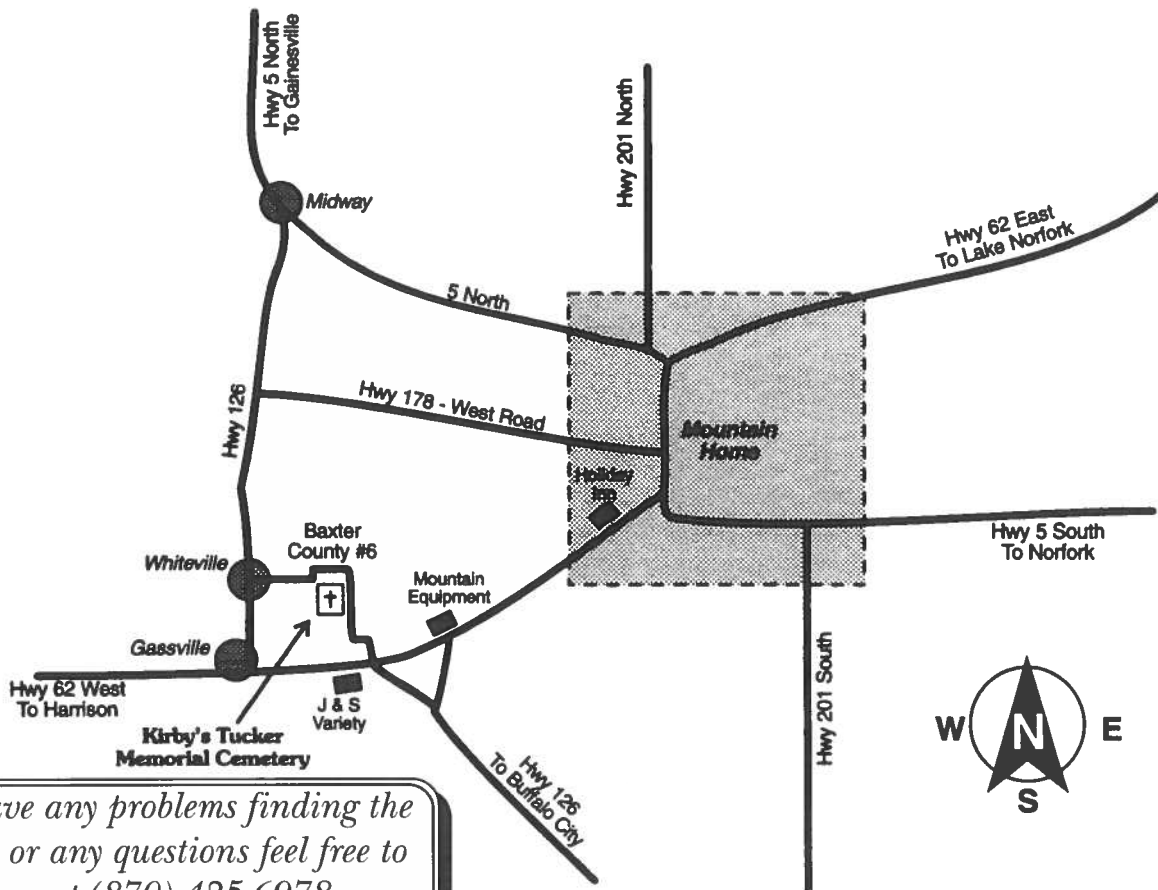 Hwy 5 North
To Gainesville
Midway
Hwy 201 North
Hwy 62 East
To Lake Norfork
5 North
Hwy 126
Hwy 178 - West Road
Mountain
Home
Holiday
Inn
Baxter
County #6
Whiteville
Mountain
Equipment
Hwy 5 South
To Norfork
Gassville
Hwy 62 West
To Harrison
J & S
Variety
Kirby's Tucker
Memorial Cemetery
Hwy 201 South
Hwy 126
To Buffalo City
W N E
S
ve any problems finding the
or any questions feel free to
(870) 425 6978